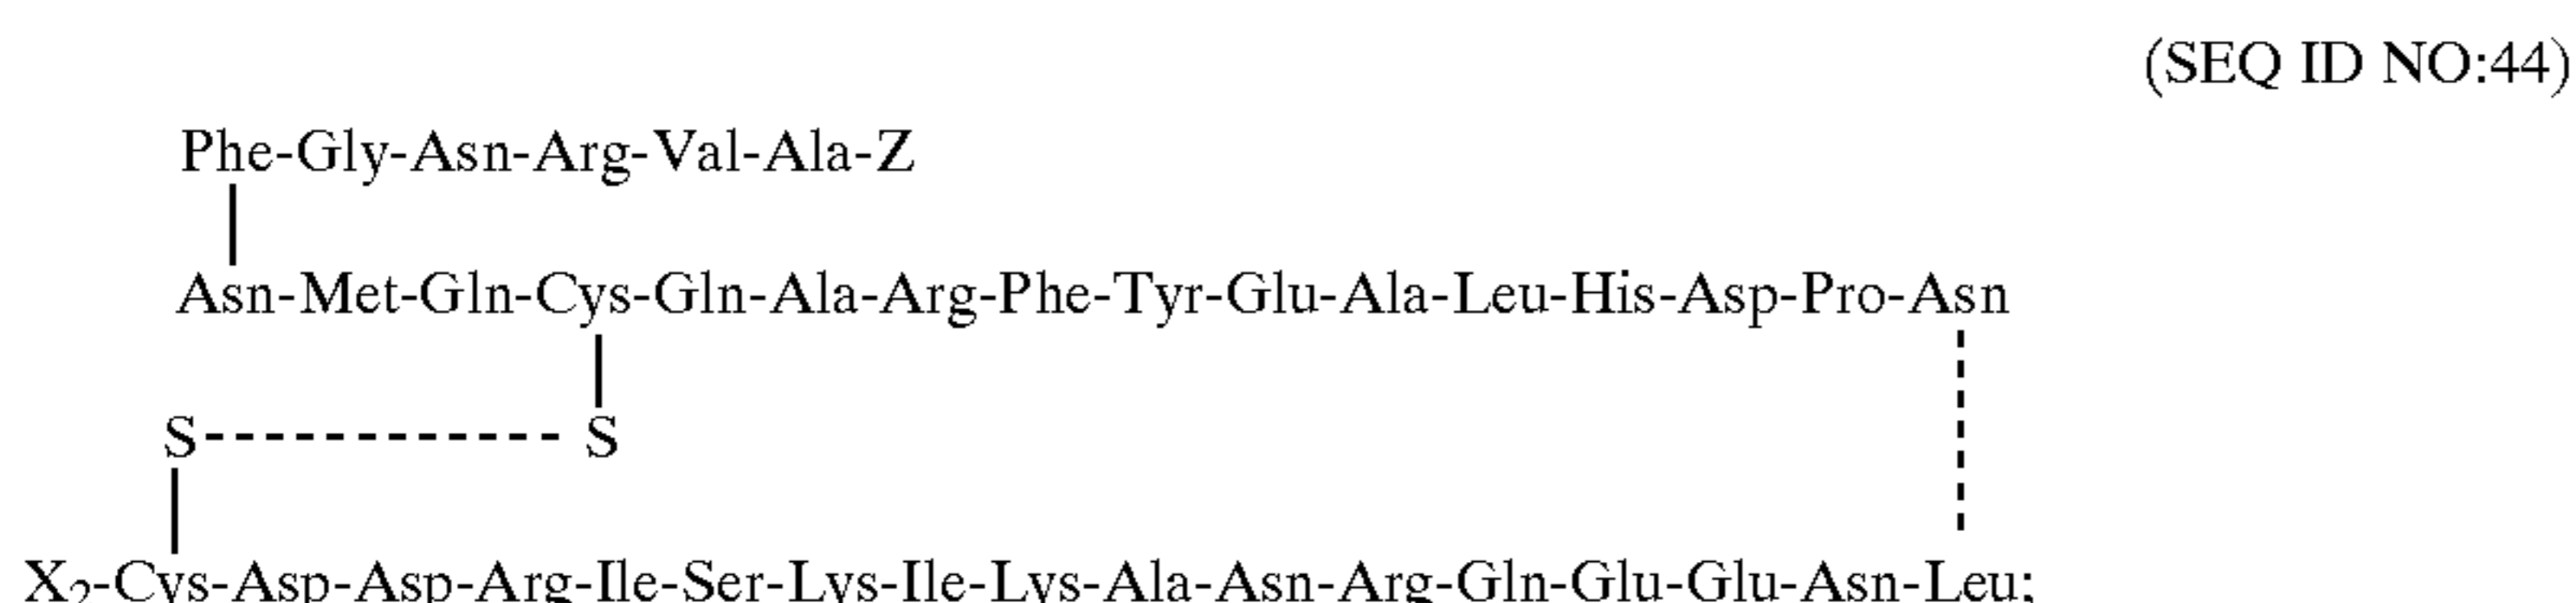 (SEQ ID NO:44)
Phe-Gly-Asn-Arg-Val-Ala-Z
Asn-Met-Gln-Cys-Gln-Ala-Arg-Phe-Tyr-Glu-Ala-Leu-His-Asp-Pro-Asn
S------------ S
X₂-Cys-Asp-Asp-Arg-Ile-Ser-Lys-Ile-Lys-Ala-Asn-Arg-Gln-Glu-Glu-Asn-Leu;